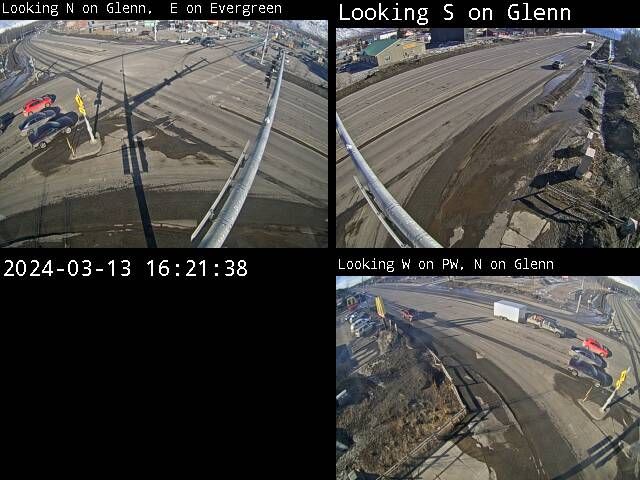 Looking N on Glenn, E on Evergreen
Looking S on Glenn
2024-03-13 16:21:38
Looking W on PW, N on Glenn